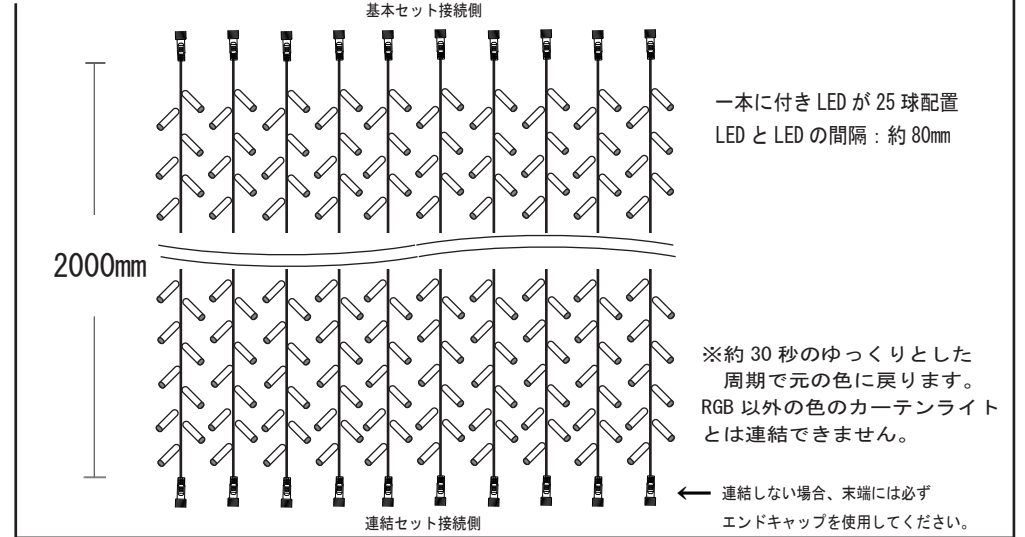 基本セット接続側
一本に付き LED が 25 球配置
LED と LED の間隔：約 80mm
2000mm
※約 30 秒のゆっくりとした
周期で元の色に戻ります。
RGB 以外の色のカーテンライト
とは連結できません。
連結しない場合、末端には必ず
エンドキャップを使用してください。
連結セット接続側